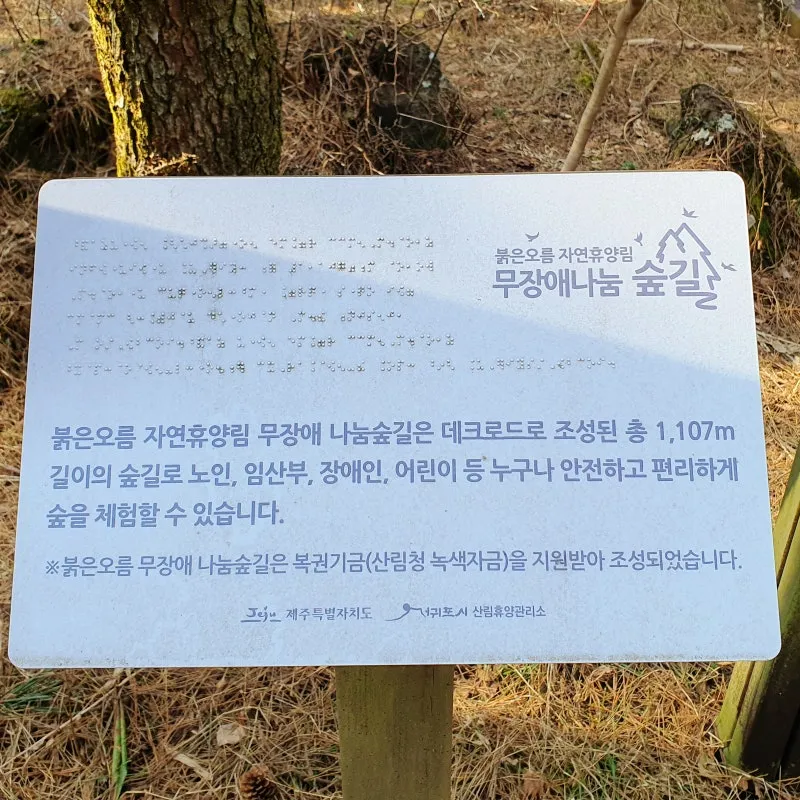 붉은오름 자연휴양림
무장애나눔 숲길
붉은오름 자연휴양림 무장애 나눔숲길은 데크로드로 조성된 총 1,107m
길이의 숲길로 노인, 임산부, 장애인, 어린이 등 누구나 안전하고 편리하게
숲을 체험할 수 있습니다.
※붉은오름 무장애 나눔숲길은 복권기금(산림청 녹색자금)을 지원받아 조성되었습니다.
Jeju 제주특별자치도 서귀포시 산림휴양관리소